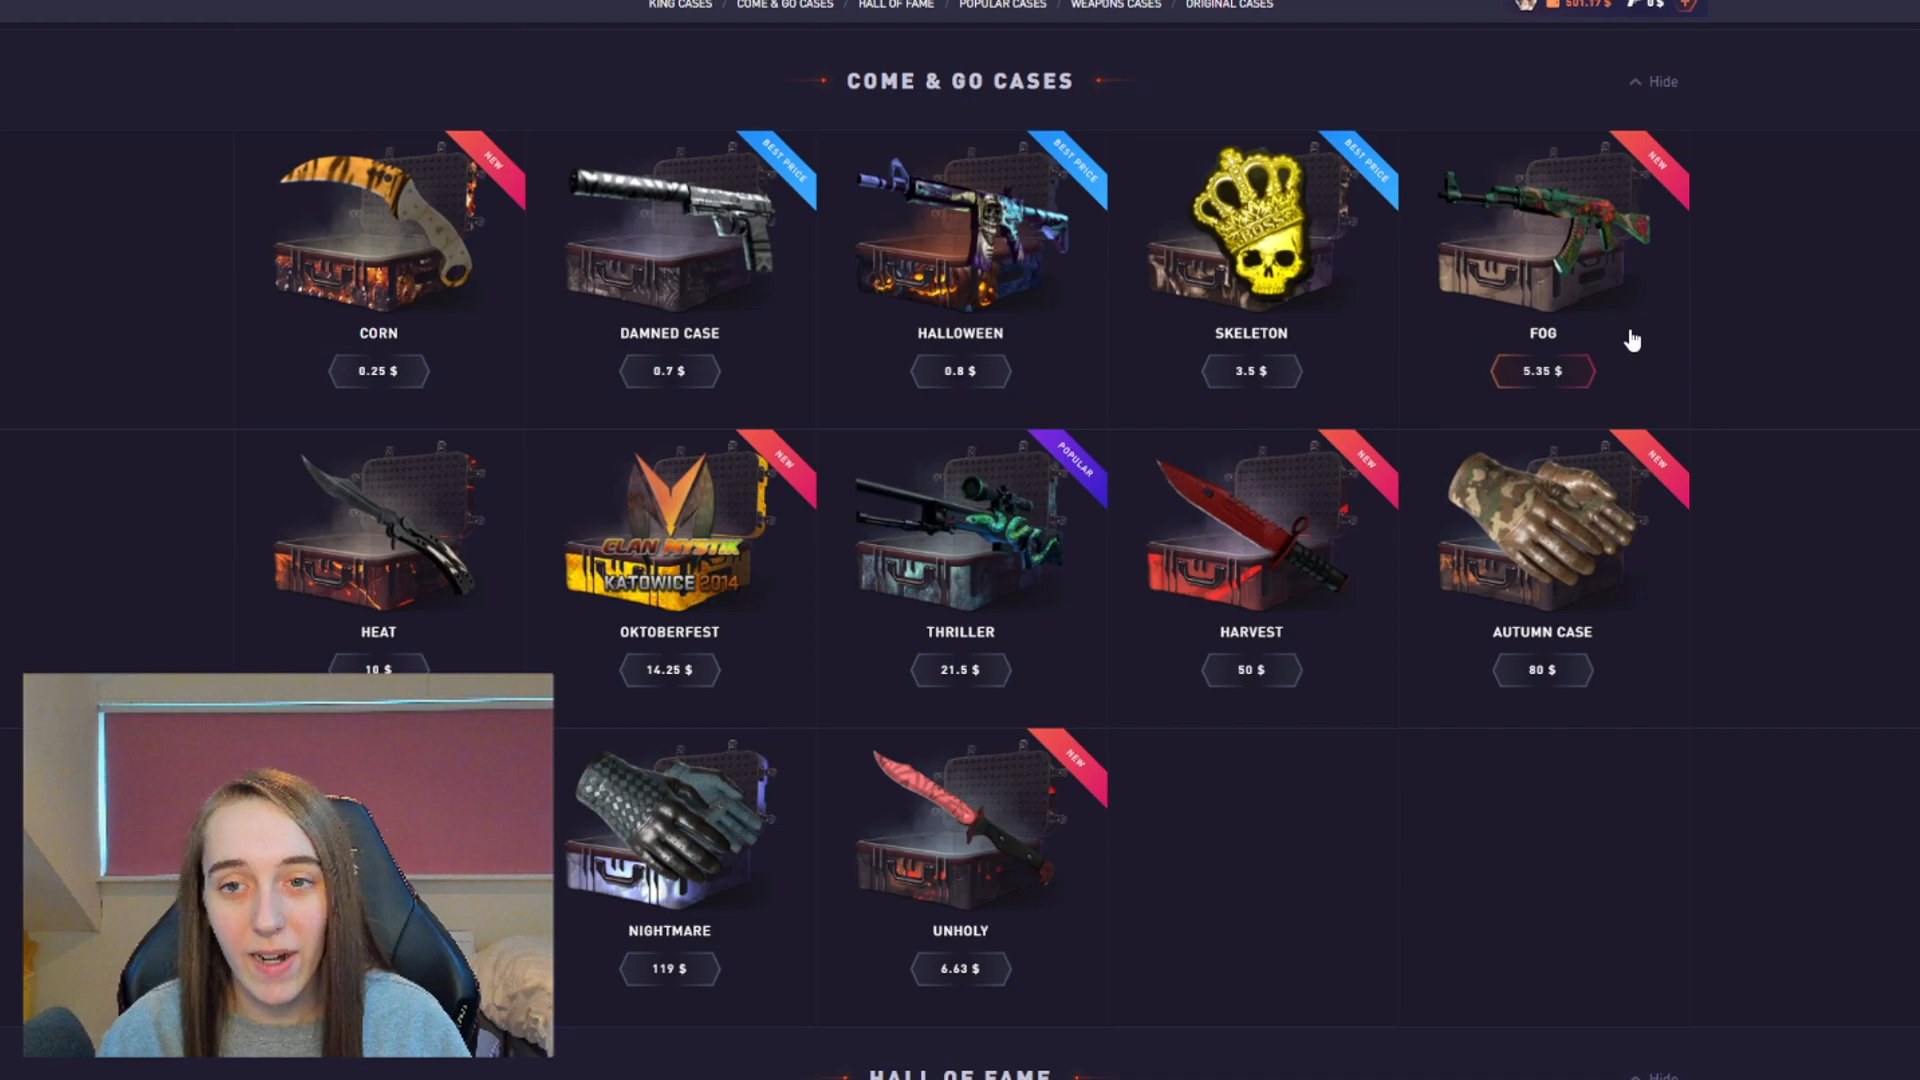 KING CASES / COME & GO CASES / HALL OF FAME / POPULAR CASES / WEAPONS CASES / ORIGINAL CASES
501.17 $ 0 $
COME & GO CASES
Hide
NEW
BEST PRICE
BEST PRICE
BEST PRICE
NEW
BOSS
CORN
DAMNED CASE
HALLOWEEN
SKELETON
FOG
0.25 $
0.7 $
0.8 $
3.5 $
5.35 $
NEW
POPULAR
NEW
NEW
CLAN MYSTIK
KATOWICE 2014
HEAT
OKTOBERFEST
THRILLER
HARVEST
AUTUMN CASE
10 $
14.25 $
21.5 $
50 $
80 $
NEW
NIGHTMARE
UNHOLY
119 $
6.63 $
HALL OF FAME
Hide